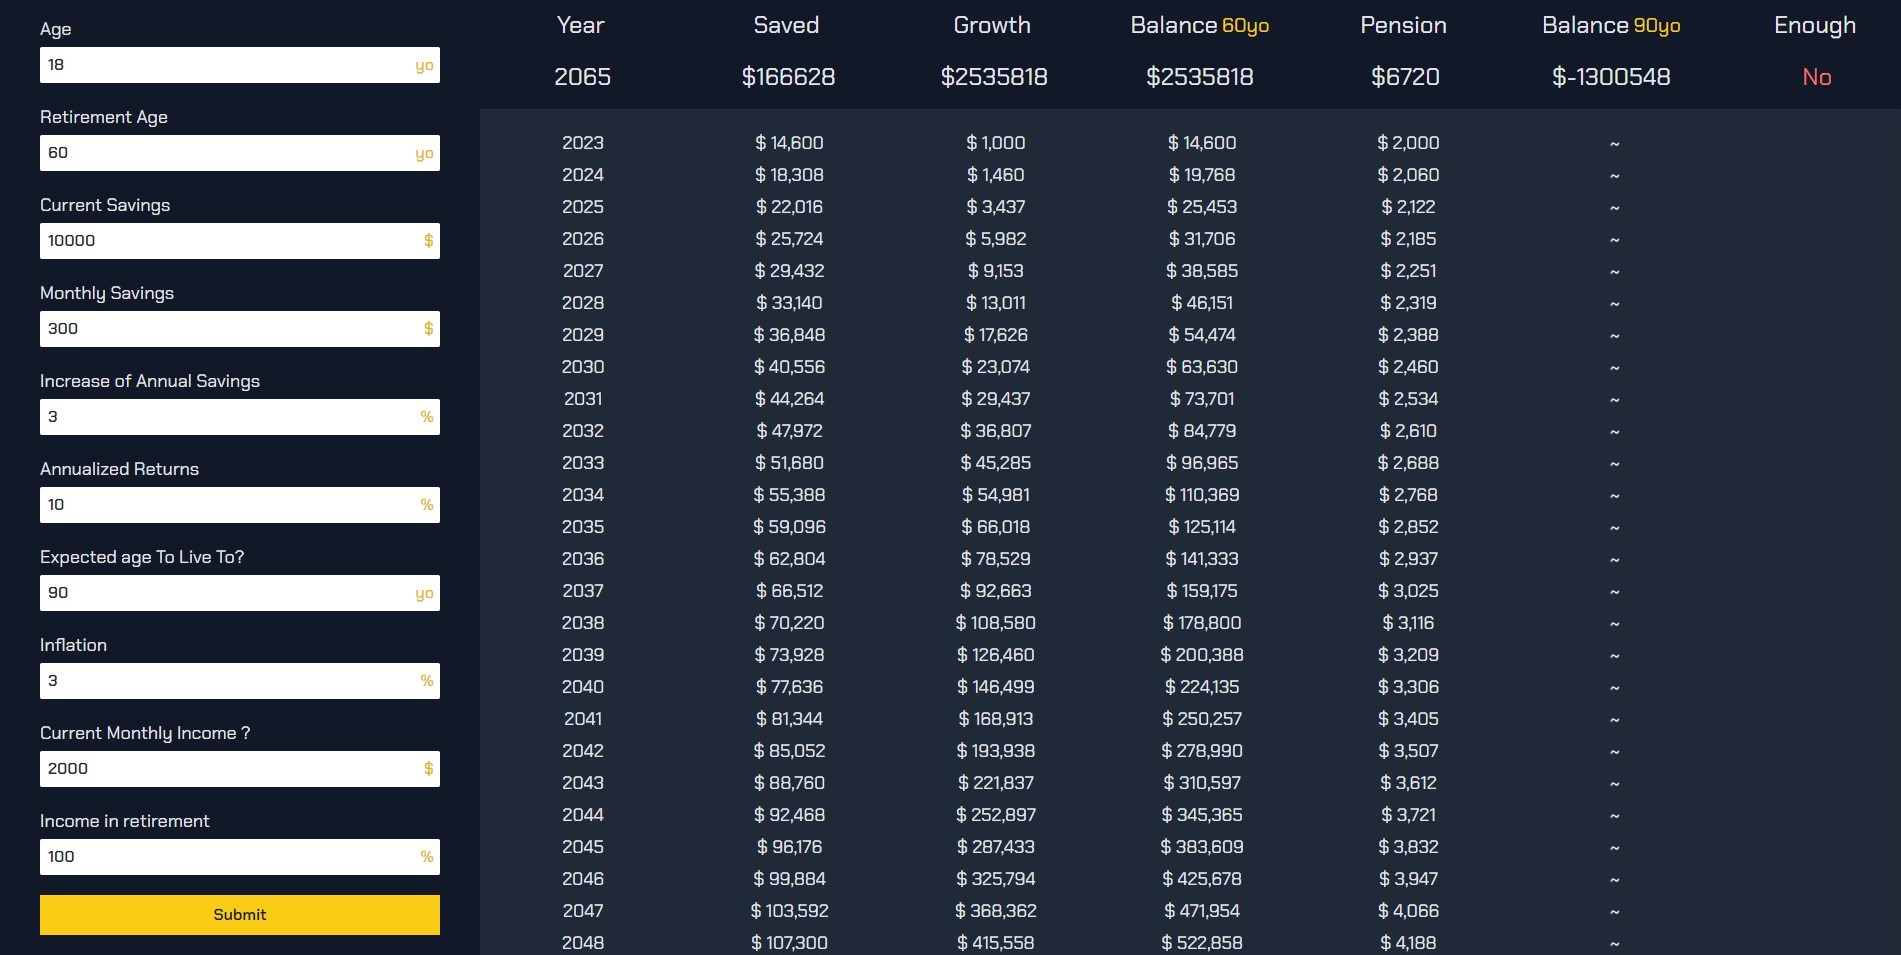 Age
18 yo
Retirement Age
60 yo
Current Savings
10000 $
Monthly Savings
300 $
Increase of Annual Savings
3 %
Annualized Returns
10 %
Expected age To Live To?
90 yo
Inflation
3 %
Current Monthly Income ?
2000 $
Income in retirement
100 %
Submit
Year Saved Growth Balance 60yo Pension Balance 90yo Enough
2065 $166628 $2535818 $2535818 $6720 $-1300548 No
2023 $ 14,600 $ 1,000 $ 14,600 $ 2,000 ~
2024 $ 18,308 $ 1,460 $ 19,768 $ 2,060 ~
2025 $ 22,016 $ 3,437 $ 25,453 $ 2,122 ~
2026 $ 25,724 $ 5,982 $ 31,706 $ 2,185 ~
2027 $ 29,432 $ 9,153 $ 38,585 $ 2,251 ~
2028 $ 33,140 $ 13,011 $ 46,151 $ 2,319 ~
2029 $ 36,848 $ 17,626 $ 54,474 $ 2,388 ~
2030 $ 40,556 $ 23,074 $ 63,630 $ 2,460 ~
2031 $ 44,264 $ 29,437 $ 73,701 $ 2,534 ~
2032 $ 47,972 $ 36,807 $ 84,779 $ 2,610 ~
2033 $ 51,680 $ 45,285 $ 96,965 $ 2,688 ~
2034 $ 55,388 $ 54,981 $ 110,369 $ 2,768 ~
2035 $ 59,096 $ 66,018 $ 125,114 $ 2,852 ~
2036 $ 62,804 $ 78,529 $ 141,333 $ 2,937 ~
2037 $ 66,512 $ 92,663 $ 159,175 $ 3,025 ~
2038 $ 70,220 $ 108,580 $ 178,800 $ 3,116 ~
2039 $ 73,928 $ 126,460 $ 200,388 $ 3,209 ~
2040 $ 77,636 $ 146,499 $ 224,135 $ 3,306 ~
2041 $ 81,344 $ 168,913 $ 250,257 $ 3,405 ~
2042 $ 85,052 $ 193,938 $ 278,990 $ 3,507 ~
2043 $ 88,760 $ 221,837 $ 310,597 $ 3,612 ~
2044 $ 92,468 $ 252,897 $ 345,365 $ 3,721 ~
2045 $ 96,176 $ 287,433 $ 383,609 $ 3,832 ~
2046 $ 99,884 $ 325,794 $ 425,678 $ 3,947 ~
2047 $ 103,592 $ 368,362 $ 471,954 $ 4,066 ~
2048 $ 107,300 $ 415,558 $ 522,858 $ 4,188 ~